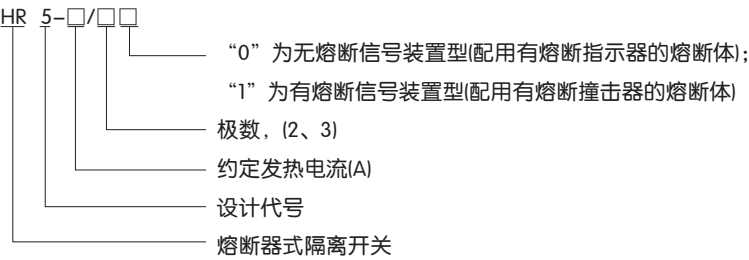 HR 5-□/□□
“0”为无熔断信号装置型(配用有熔断指示器的熔断体);
“1”为有熔断信号装置型(配用有熔断撞击器的熔断体)
极数，(2、3)
约定发热电流(A)
设计代号
熔断器式隔离开关